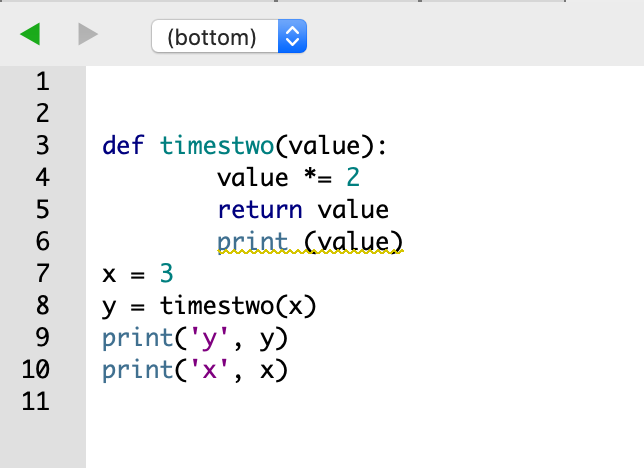 (bottom)
1
2
3 def timestwo(value):
4 value *= 2
5 return value
6 print (value)
7 x = 3
8 y = timestwo(x)
9 print('y', y)
10 print('x', x)
11